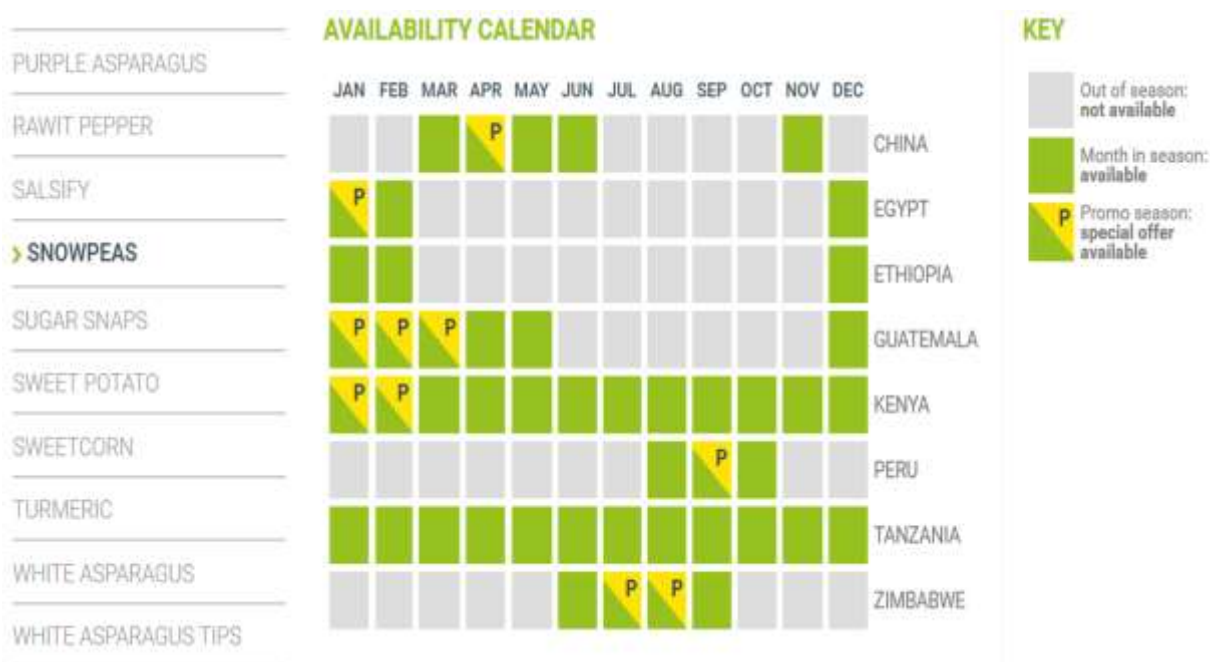 PURPLE ASPARAGUS
RAWIT PEPPER
SALSIFY
› SNOWPEAS
SUGAR SNAPS
SWEET POTATO
SWEETCORN
TURMERIC
WHITE ASPARAGUS
WHITE ASPARAGUS TIPS
AVAILABILITY CALENDAR
JAN FEB MAR APR MAY JUN JUL AUG SEP OCT NOV DEC
P CHINA
P EGYPT
ETHIOPIA
P P P GUATEMALA
P P KENYA
P PERU
TANZANIA
P P ZIMBABWE
KEY
Out of season:
not available
Month in season:
available
P Promo season:
special offer
available